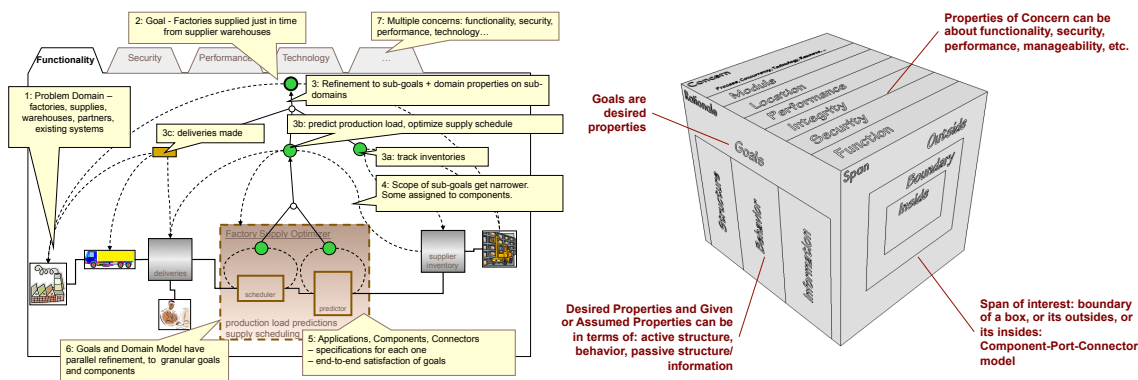 2: Goal - Factories supplied just in time
from supplier warehouses
7: Multiple concerns: functionality, security,
performance, technology…
Functionality
Security
Performance
Technology
…
1: Problem Domain –
factories, supplies,
warehouses, partners,
existing systems
3: Refinement to sub-goals + domain properties on sub-
domains
3c: deliveries made
3b: predict production load, optimize supply schedule
3a: track inventories
4: Scope of sub-goals get narrower.
Some assigned to components.
Factory Supply Optimizer
deliveries
scheduler
predictor
supplier
inventory
production load predictions
supply scheduling
6: Goals and Domain Model have
parallel refinement, to granular goals
and components
5: Applications, Components, Connectors
– specifications for each one
– end-to-end satisfaction of goals
Properties of Concern can be
about functionality, security,
performance, manageability, etc.
Goals are
desired
properties
Concern
Module
Location
Performance
Integrity
Security
Function
Rationale
Goals
Structure
Behavior
Information
Span
Outside
Boundary
Inside
Desired Properties and Given
or Assumed Properties can be
in terms of: active structure,
behavior, passive structure/
information
Span of interest: boundary
of a box, or its outsides, or
its insides:
Component-Port-Connector
model